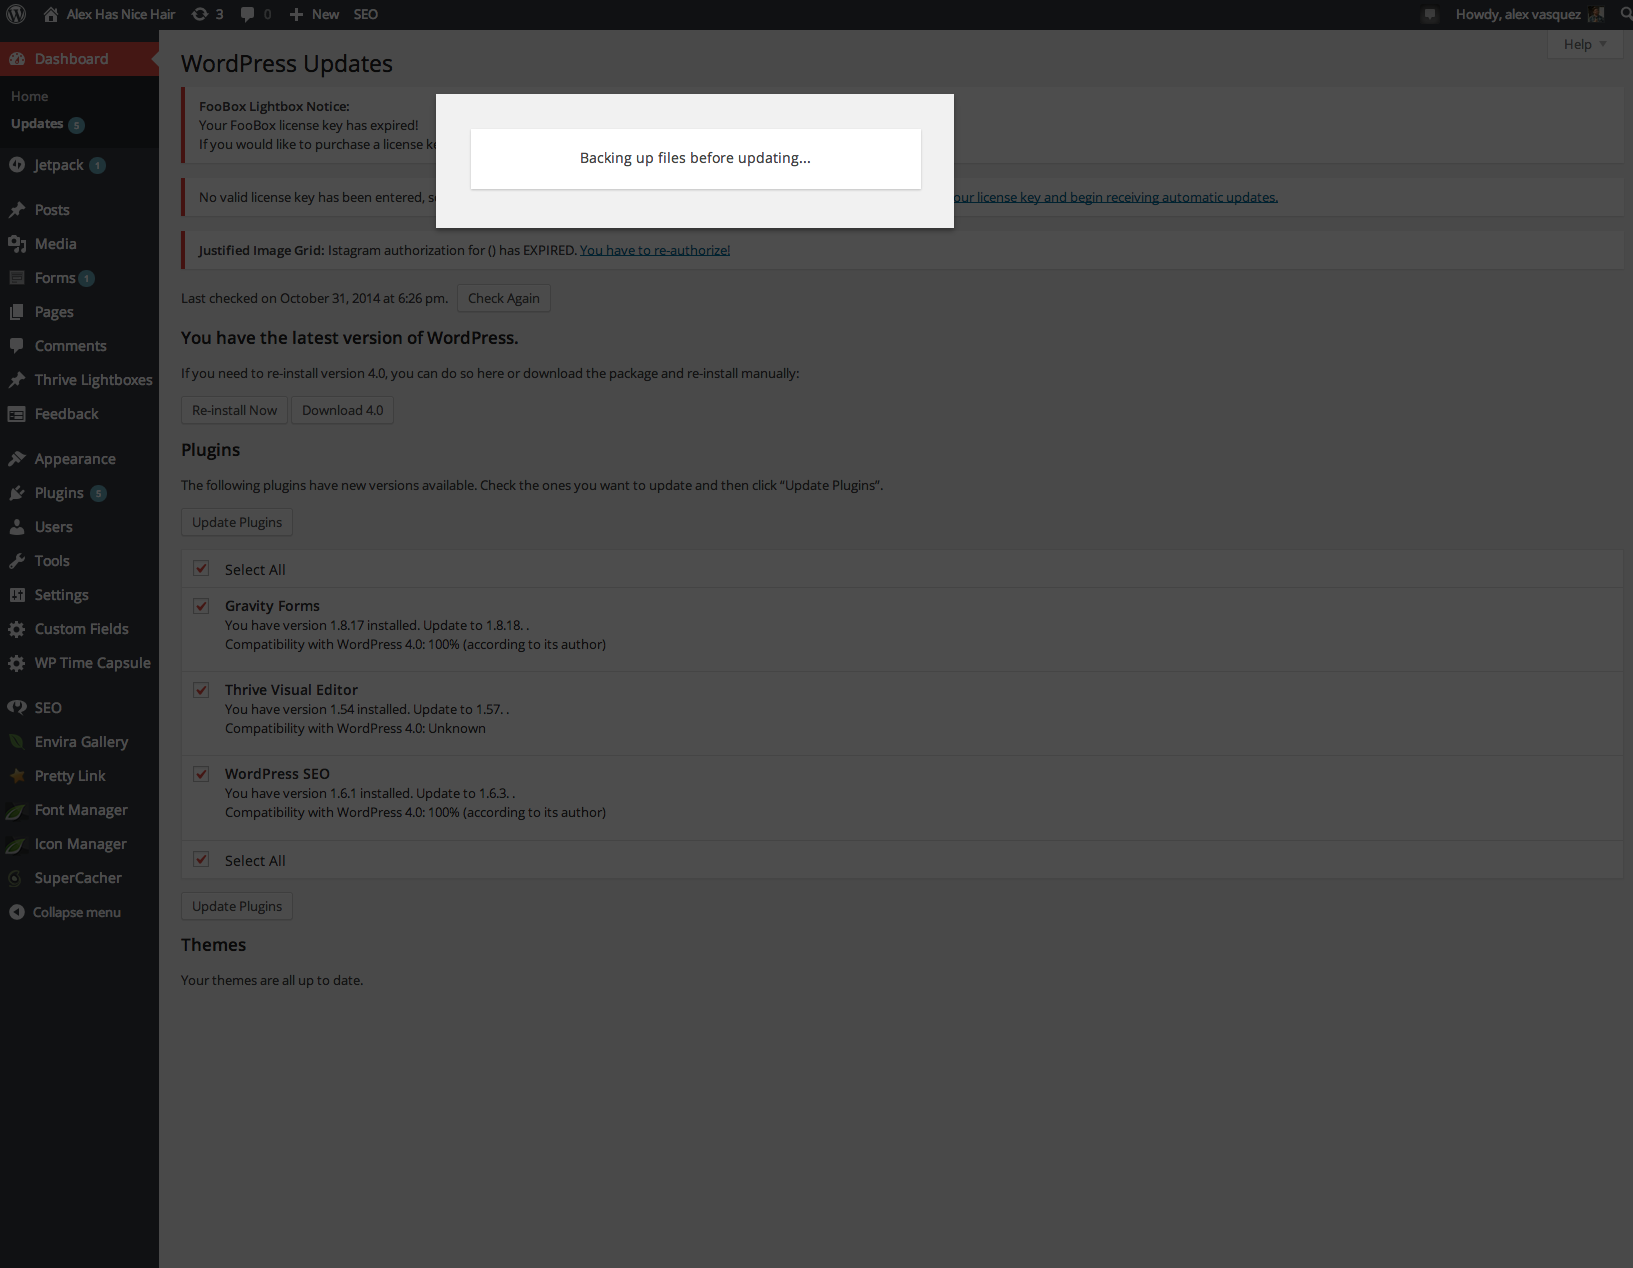 Alex Has Nice Hair 3 0 New SEO Howdy, alex vasquez
Help
Dashboard
Home
Updates 5
Jetpack 1
Posts
Media
Forms 1
Pages
Comments
Thrive Lightboxes
Feedback
Appearance
Plugins 5
Users
Tools
Settings
Custom Fields
WP Time Capsule
SEO
Envira Gallery
Pretty Link
Font Manager
Icon Manager
SuperCacher
Collapse menu
WordPress Updates
FooBox Lightbox Notice:
Your FooBox license key has expired!
If you would like to purchase a license
Backing up files before updating...
No valid license key has been entered, license key and begin receiving automatic updates.
Justified Image Grid: Istagram authorization for () has EXPIRED. You have to re-authorize!
Last checked on October 31, 2014 at 6:26 pm. Check Again
You have the latest version of WordPress.
If you need to re-install version 4.0, you can do so here or download the package and re-install manually:
Re-install Now Download 4.0
Plugins
The following plugins have new versions available. Check the ones you want to update and then click “Update Plugins”.
Update Plugins
Select All
Gravity Forms
You have version 1.8.17 installed. Update to 1.8.18. .
Compatibility with WordPress 4.0: 100% (according to its author)
Thrive Visual Editor
You have version 1.54 installed. Update to 1.57. .
Compatibility with WordPress 4.0: Unknown
WordPress SEO
You have version 1.6.1 installed. Update to 1.6.3. .
Compatibility with WordPress 4.0: 100% (according to its author)
Select All
Update Plugins
Themes
Your themes are all up to date.